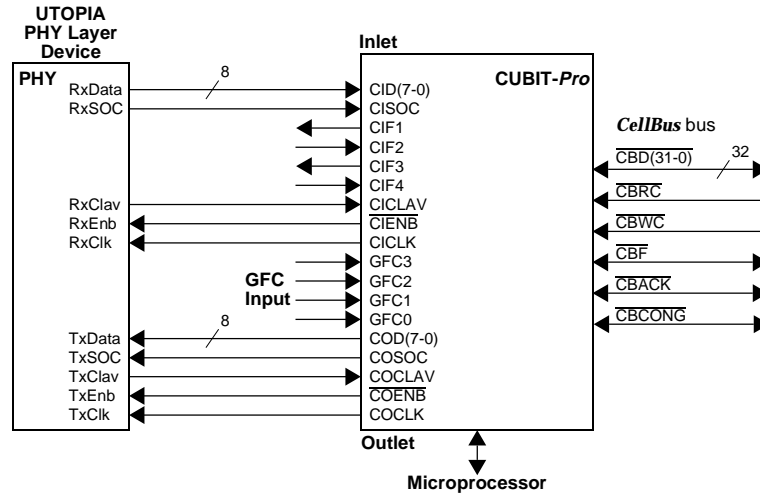 UTOPIA
PHY Layer
Device
PHY
RxData
RxSOC
RxClav
RxEnb
RxClk
TxData
TxSOC
TxClav
TxEnb
TxClk
8
8
GFC
Input
Inlet
CUBIT-Pro
CID(7-0)
CISOC
CIF1
CIF2
CIF3
CIF4
CICLAV
CIENB
CICLK
GFC3
GFC2
GFC1
GFC0
COD(7-0)
COSOC
COCLAV
COENB
COCLK
Outlet
Microprocessor
CellBus bus
CBD(31-0)
32
CBRC
CBWC
CBF
CBACK
CBCONG